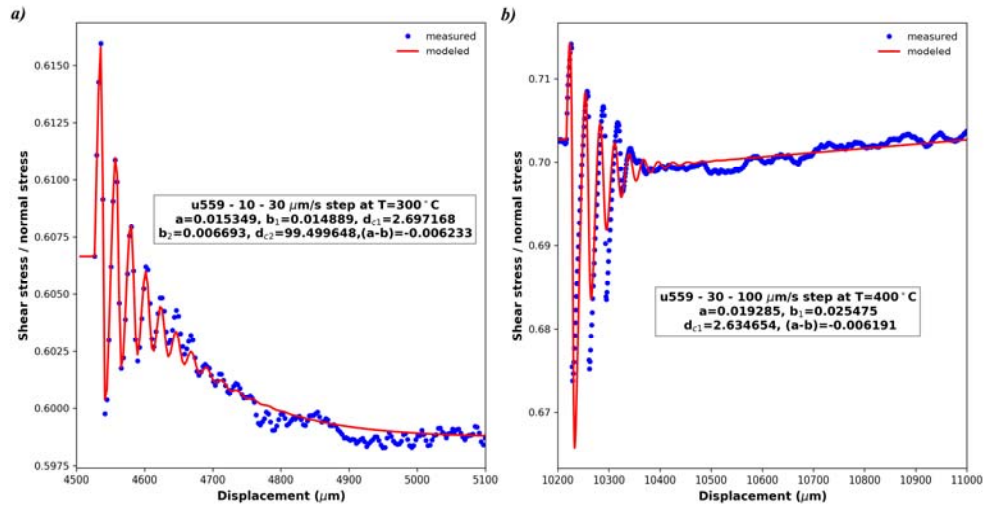 a)
measured
modeled
0.6150
0.6125
0.6100
0.6075
0.6050
0.6025
0.6000
0.5975
Shear stress / normal stress
u559 - 10 - 30 μm/s step at T=300°C
a=0.015349, b₁=0.014889, d꜀₁=2.697168
b₂=0.006693, d꜀₂=99.499648,(a-b)=-0.006233
4500 4600 4700 4800 4900 5000 5100
Displacement (μm)
b)
measured
modeled
0.71
0.70
0.69
0.68
0.67
Shear stress / normal stress
u559 - 30 - 100 μm/s step at T=400°C
a=0.019285, b₁=0.025475
d꜀₁=2.634654, (a-b)=-0.006191
10200 10300 10400 10500 10600 10700 10800 10900 11000
Displacement (μm)